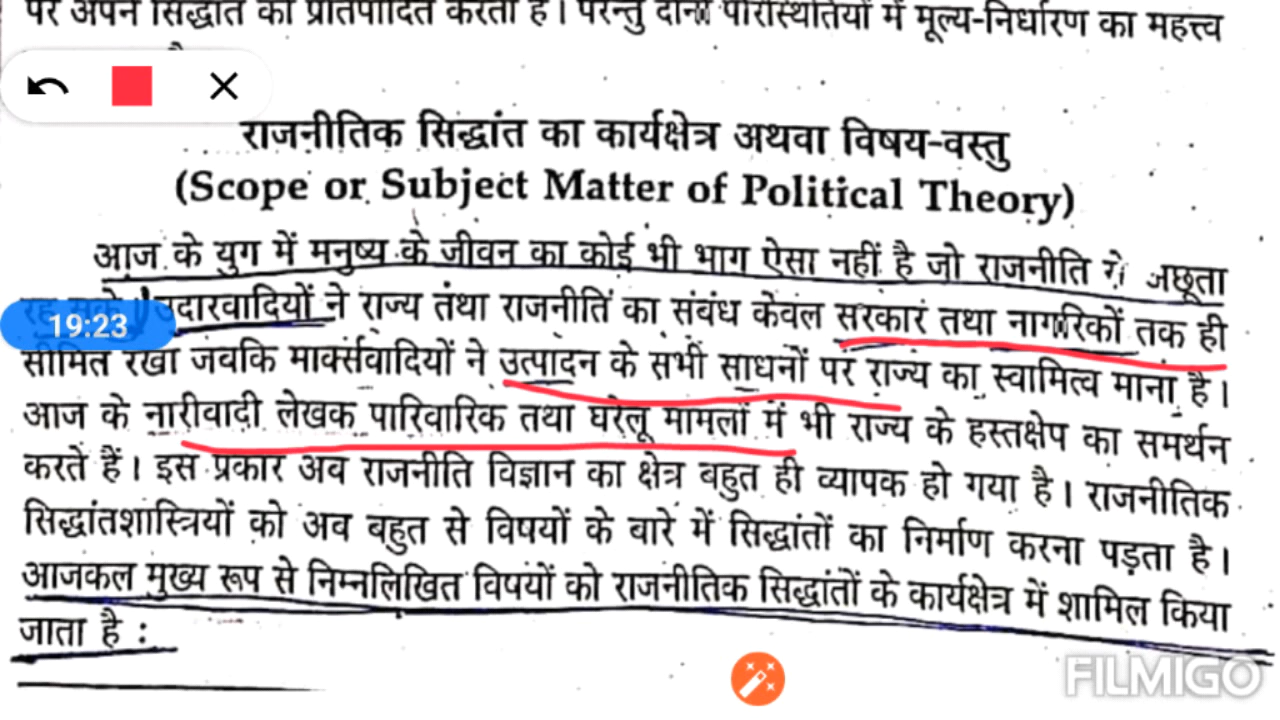 पर अपने सिद्धांत को प्रतिपादित करता है। परन्तु दोनों परिस्थितियों में मूल्य-निर्धारण का महत्त्व
राजनीतिक सिद्धांत का कार्यक्षेत्र अथवा विषय-वस्तु
(Scope or Subject Matter of Political Theory)
आज के युग में मनुष्य के जीवन का कोई भी भाग ऐसा नहीं है जो राजनीति से अछूता
उदारवादियों ने राज्य तथा राजनीति का संबंध केवल सरकार तथा नागरिकों तक ही
19:23
सीमित रखा जबकि मार्क्सवादियों ने उत्पादन के सभी साधनों पर राज्य का स्वामित्व माना है।
आज के नारीवादी लेखक पारिवारिक तथा घरेलू मामलों में भी राज्य के हस्तक्षेप का समर्थन
करते हैं। इस प्रकार अब राजनीति विज्ञान का क्षेत्र बहुत ही व्यापक हो गया है। राजनीतिक
सिद्धांतशास्त्रियों को अब बहुत से विषयों के बारे में सिद्धांतों का निर्माण करना पड़ता है।
आजकल मुख्य रूप से निम्नलिखित विषयों को राजनीतिक सिद्धांतों के कार्यक्षेत्र में शामिल किया
जाता है :
FILMIGO